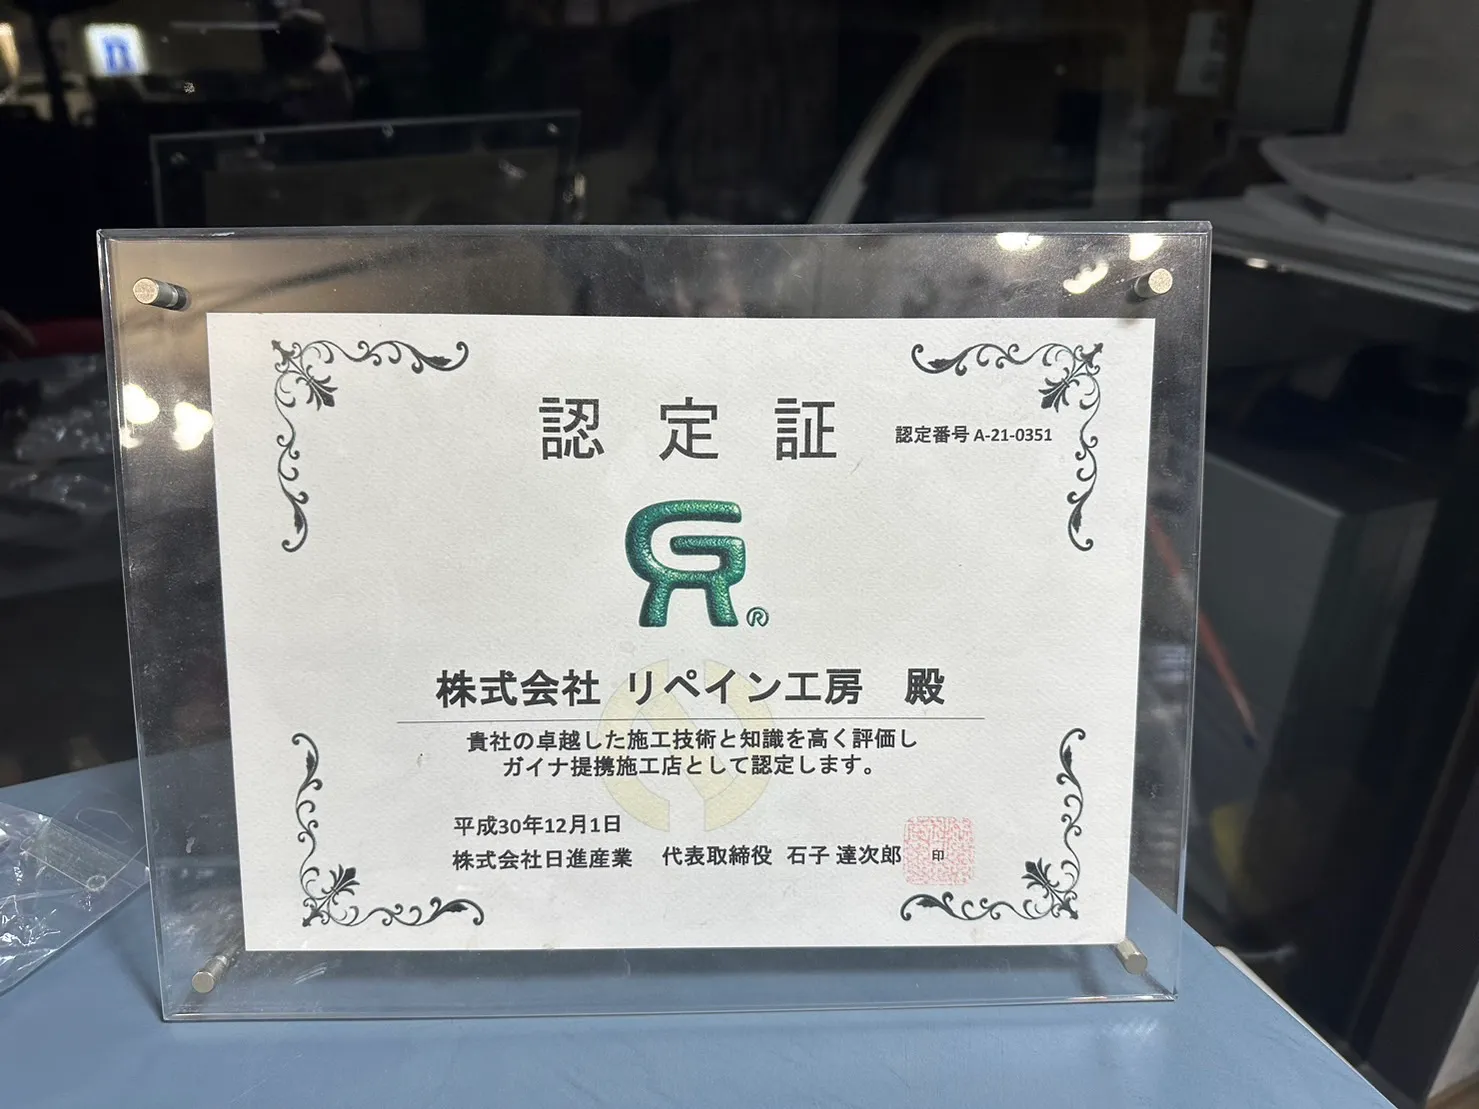 認定証
認定番号 A-21-0351
GR®
株式会社 リペイン工房 殿
貴社の卓越した施工技術と知識を高く評価し
ガイナ提携施工店として認定します。
平成30年12月1日
株式会社日進産業 代表取締役 石子 達次郎 印